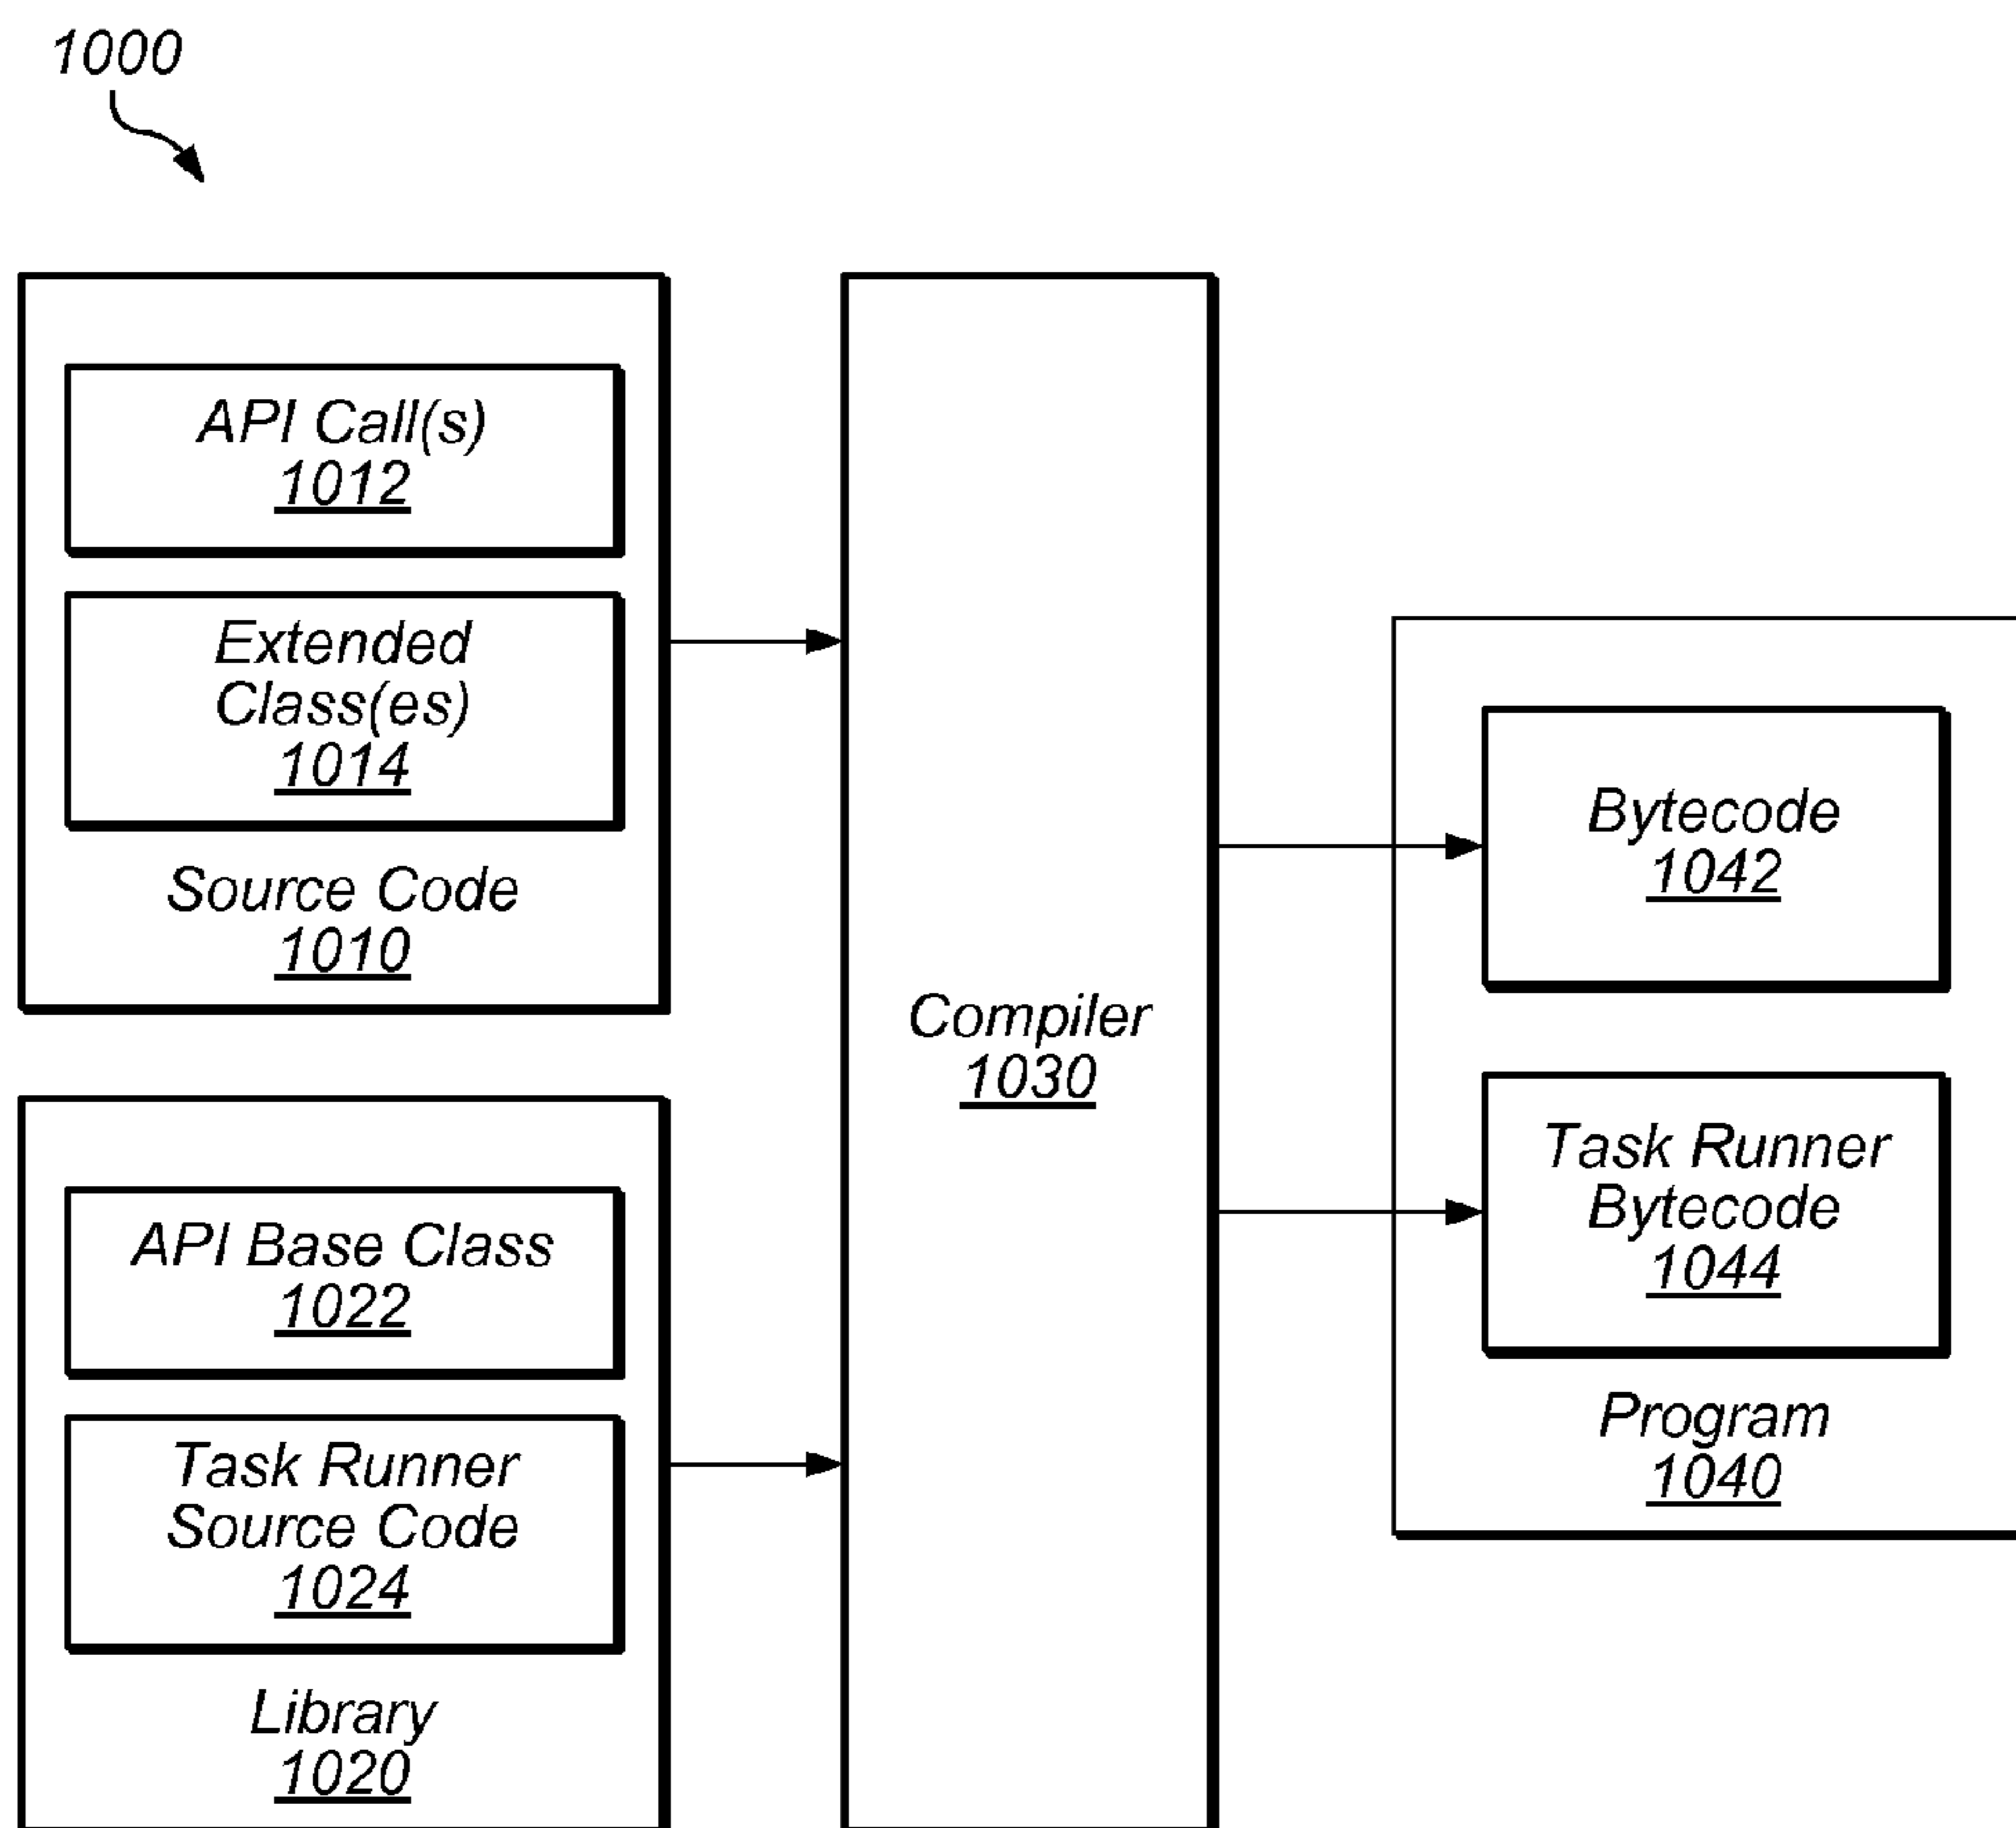 1000
API Call(s)
1012
Extended
Class(es)
1014
Source Code
1010
API Base Class
1022
Task Runner
Source Code
1024
Library
1020
Compiler
1030
Bytecode
1042
Task Runner
Bytecode
1044
Program
1040